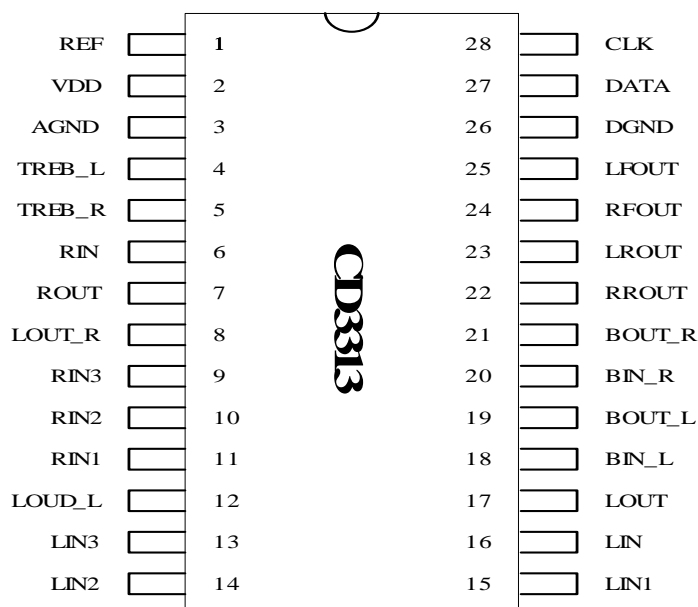 REF 1 28 CLK
VDD 2 27 DATA
AGND 3 26 DGND
TREB_L 4 25 LFOUT
TREB_R 5 24 RFOUT
RIN 6 23 LROUT
ROUT 7 22 RROUT
LOUT_R 8 21 BOUT_R
RIN3 9 20 BIN_R
RIN2 10 19 BOUT_L
RIN1 11 18 BIN_L
LOUD_L 12 17 LOUT
LIN3 13 16 LIN
LIN2 14 15 LIN1
CD3313